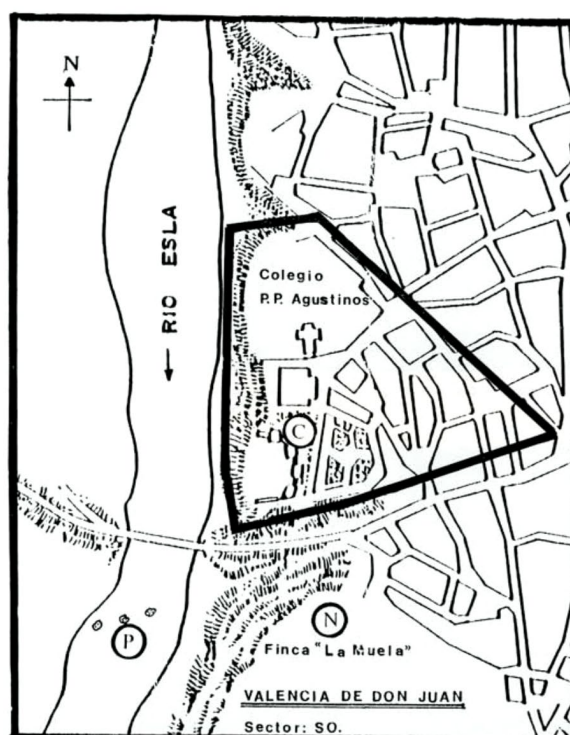 N
RIO ESLA
Colegio
P.P. Agustinos
C
P
N
Finca "La Muela"
VALENCIA DE DON JUAN
Sector: SO.